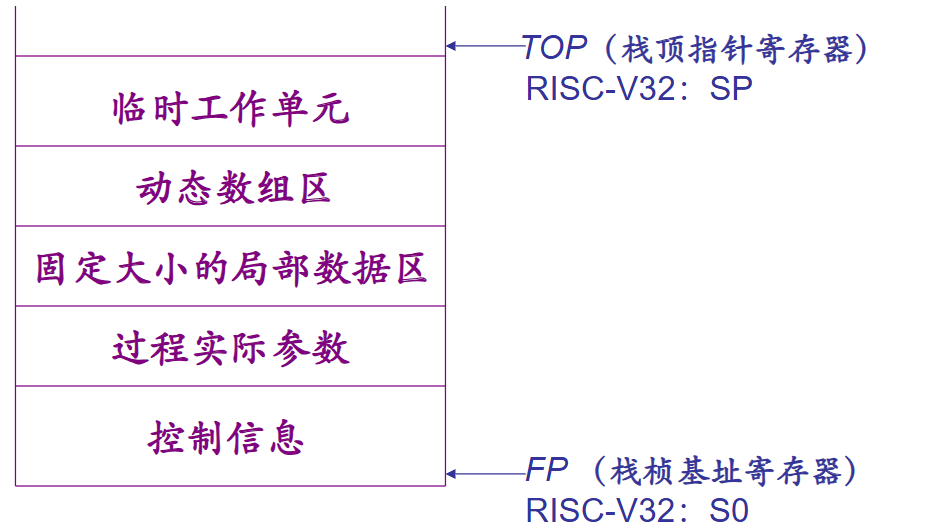 TOP（栈顶指针寄存器）
RISC-V32：SP
临时工作单元
动态数组区
固定大小的局部数据区
过程实际参数
控制信息
FP （栈桢基址寄存器）
RISC-V32：S0